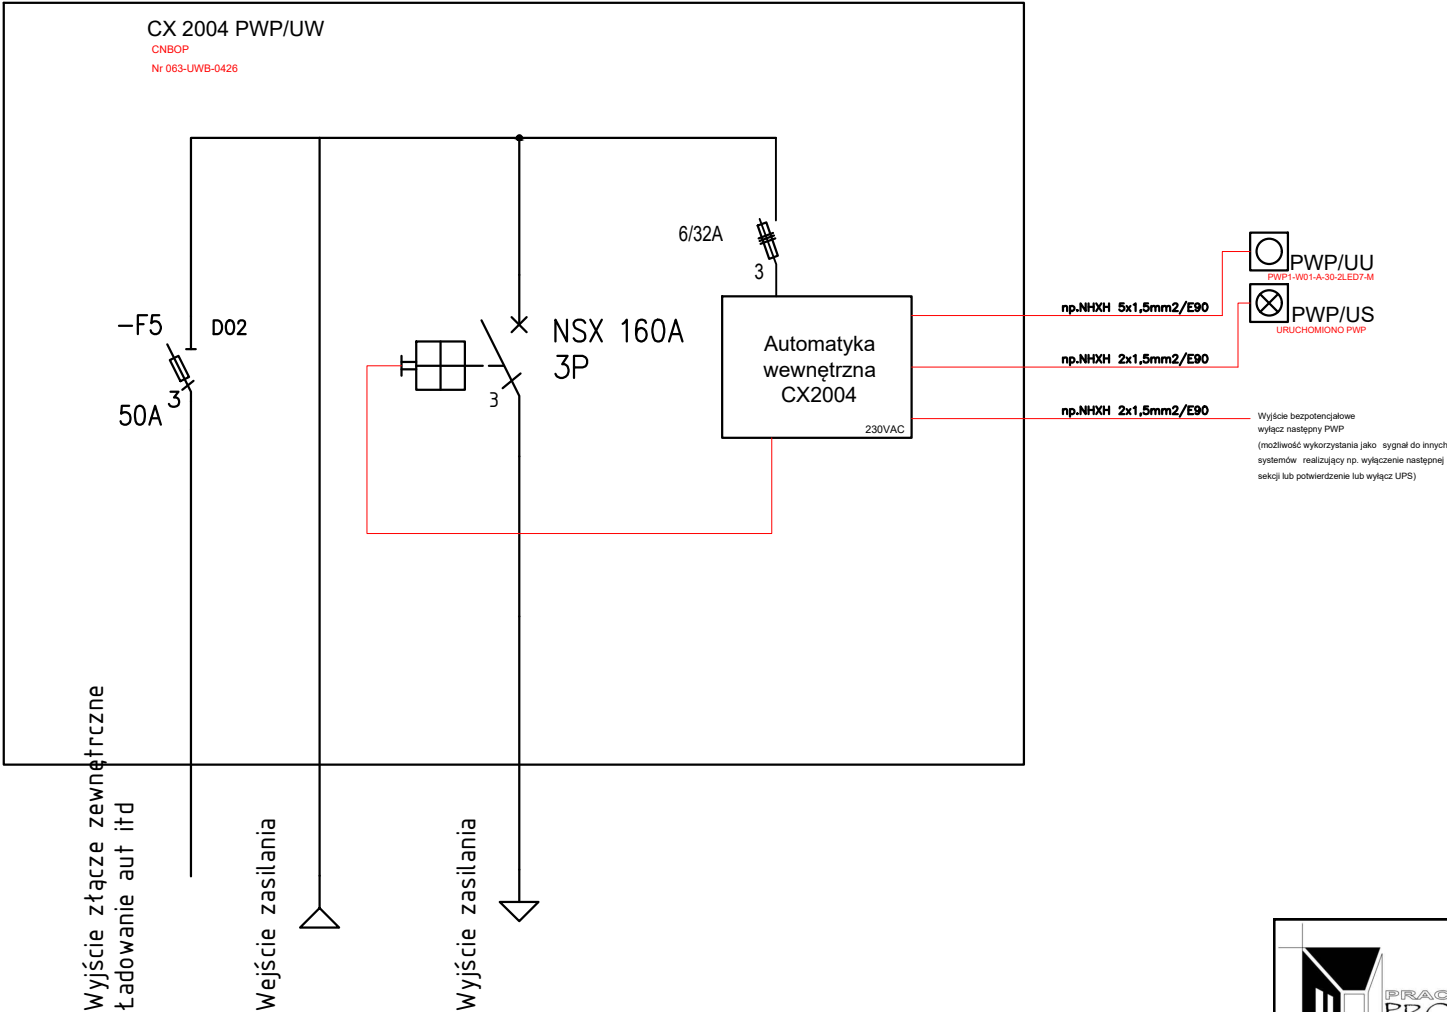 CX 2004 PWP/UW
CNBOP
Nr 063-UWB-0426
6/32A
3
-F5
D02
3
50A
NSX 160A
3P
3
Automatyka
wewnętrzna
CX2004
230VAC
np.NHXH 5x1,5mm2/E90
np.NHXH 2x1,5mm2/E90
np.NHXH 2x1,5mm2/E90
PWP/UU
PWP1-W01-A-30-2LED7-M
PWP/US
URUCHOMIONO PWP
Wyjście bezpotencjałowe
wyłącz następny PWP
(możliwość wykorzystania jako sygnał do innych
systemów realizujący np. wyłączenie następnej
sekcji lub potwierdzenie lub wyłącz UPS)
Wyjście złącze zewnętrczne
Ładowanie aut itd
Wejście zasilania
Wyjście zasilania